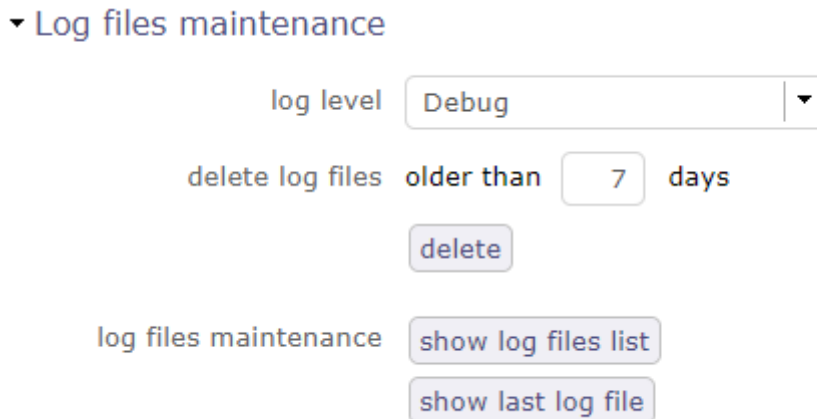 Log files maintenance
log level Debug
delete log files older than 7 days
delete
log files maintenance show log files list
show last log file